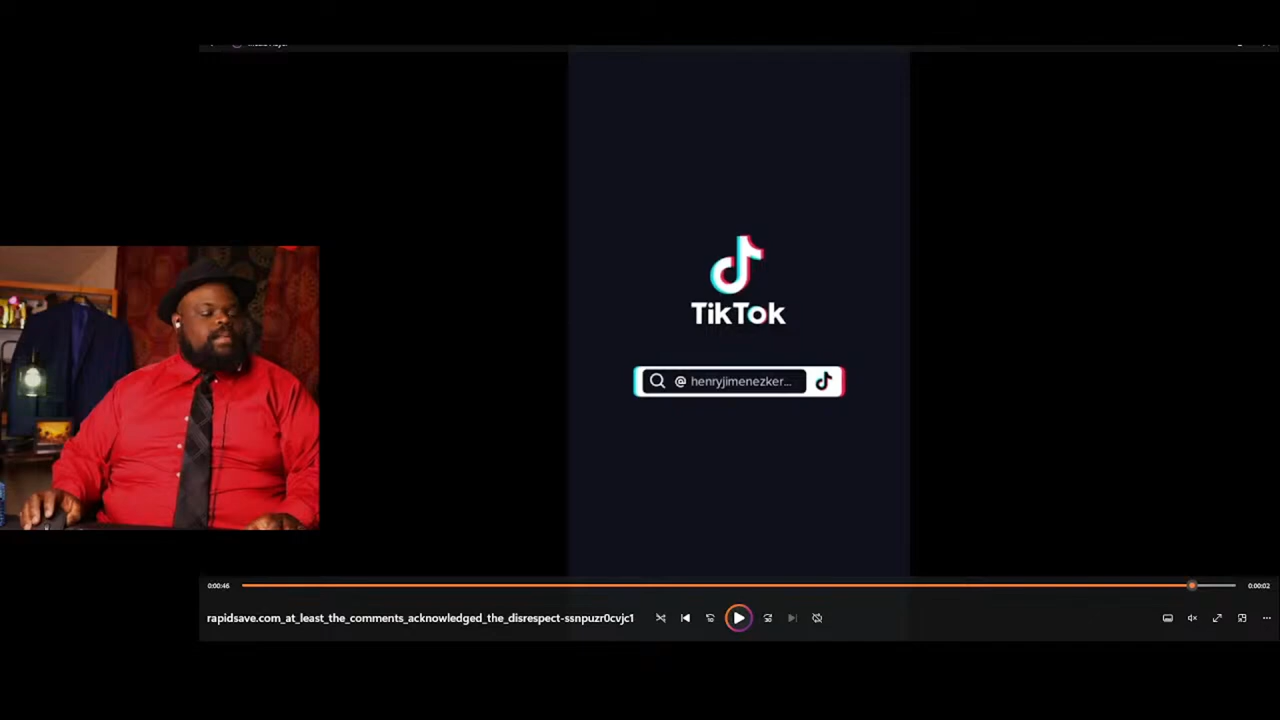 TikTok
@ henryjimenezker...
0:00:46
0:00:02
rapidsave.com_at_least_the_comments_acknowledged_the_disrespect-ssnpuzr0cvjc1